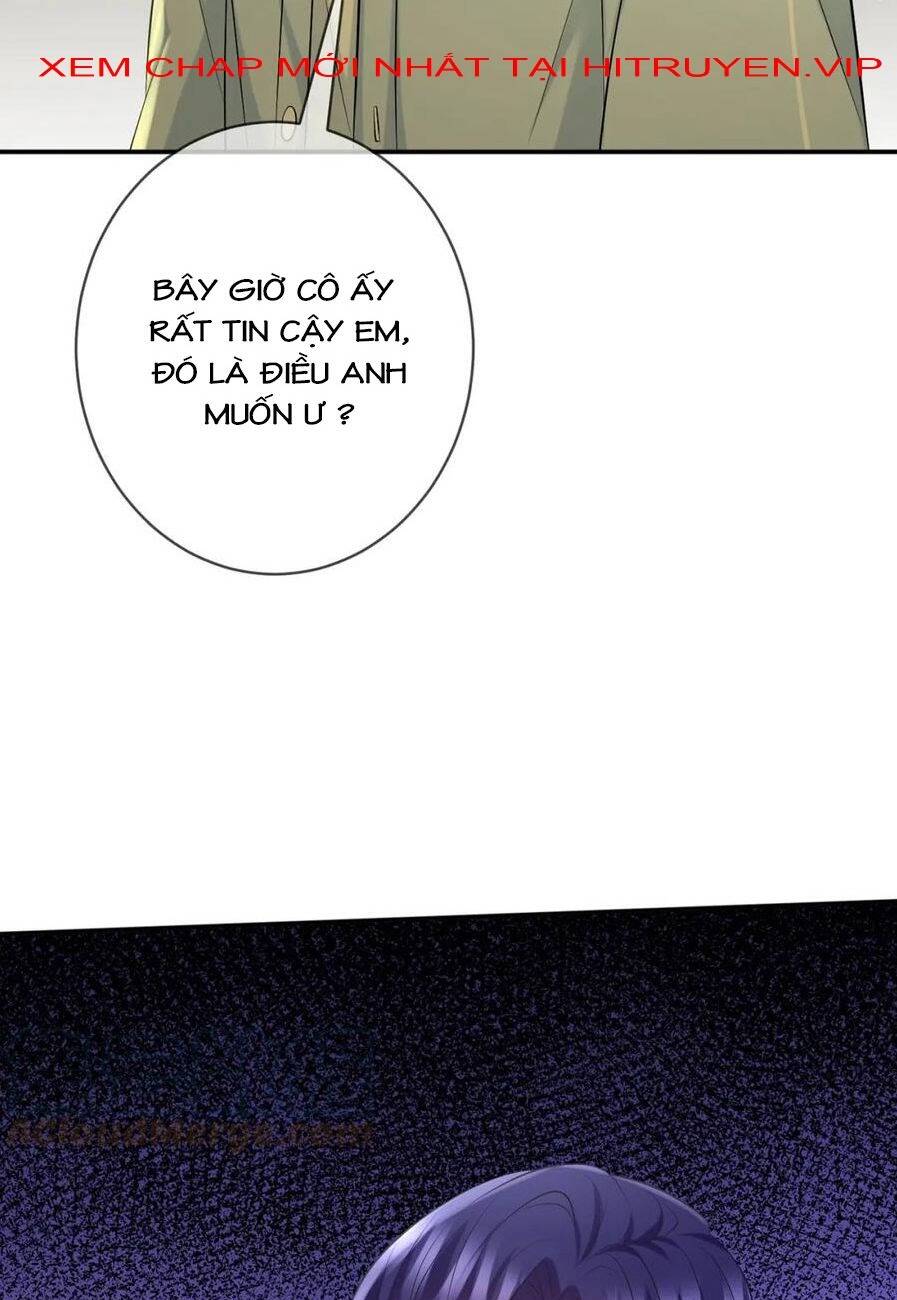 XEM CHAP MỚI NHẤT TẠI HITRUYEN.VIP
BÂY GIỜ CÔ ẤY
RẤT TIN CẬY EM,
ĐÓ LÀ ĐIỀU ANH
MUỐN Ư ?